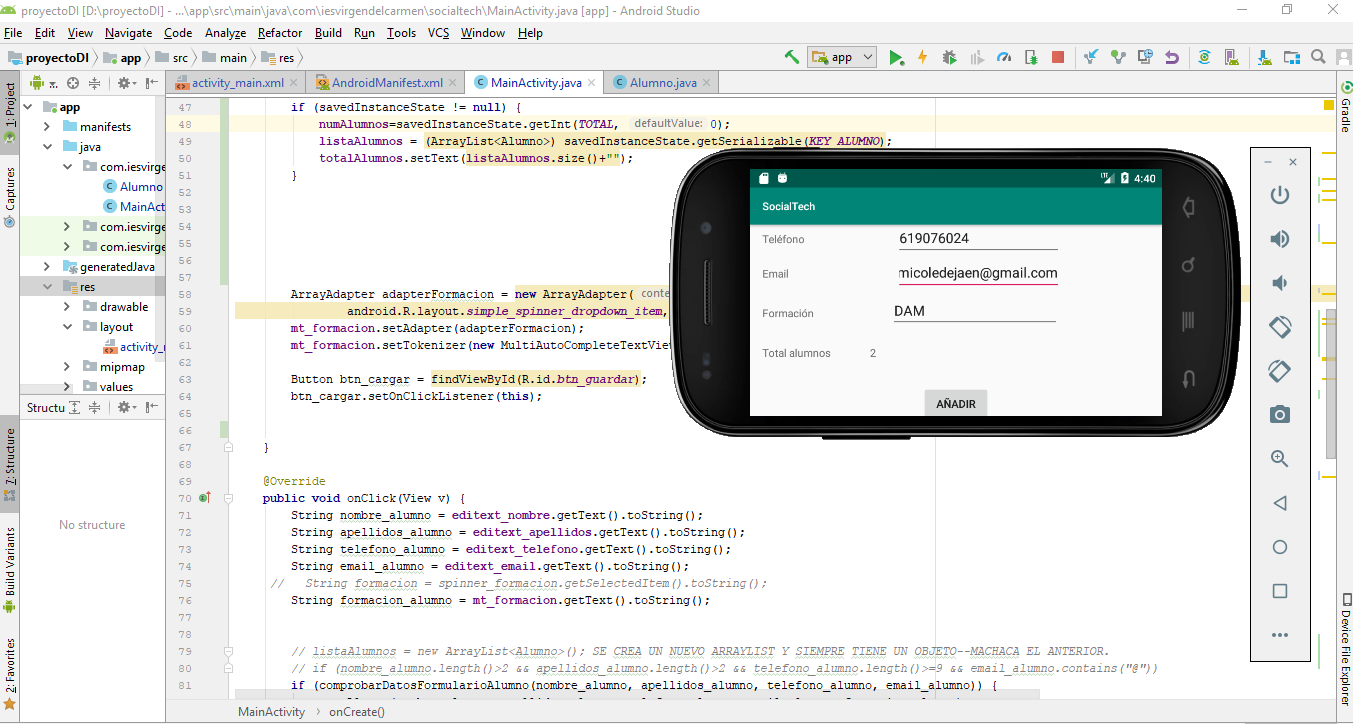 proyectoDI [D:\proyectoDI] - ...\app\src\main\java\com\iesvirgendelcarmen\socialtech\MainActivity.java [app] - Android Studio
File Edit View Navigate Code Analyze Refactor Build Run Tools VCS Window Help
proyectoDI app src main res
app
activity_main.xml AndroidManifest.xml MainActivity.java Alumno.java
1: Project
Captures
7: Structure
Build Variants
2: Favorites
app
manifests
java
com.iesvirge
Alumno
MainAct
com.iesvirge
com.iesvirge
generatedJava
res
drawable
layout
activity_
mipmap
values
Structu
No structure
47 if (savedInstanceState != null) {
48 numAlumnos=savedInstanceState.getInt(TOTAL, defaultValue: 0);
49 listaAlumnos = (ArrayList<Alumno>) savedInstanceState.getSerializable(KEY_ALUMNO);
50 totalAlumnos.setText(listaAlumnos.size()+"");
51 }
52
53
54
55
56
57
58 ArrayAdapter adapterFormacion = new ArrayAdapter( conte
59 android.R.layout.simple_spinner_dropdown_item,
60 mt_formacion.setAdapter(adapterFormacion);
61 mt_formacion.setTokenizer(new MultiAutoCompleteTextVie
62
63 Button btn_cargar = findViewById(R.id.btn_guardar);
64 btn_cargar.setOnClickListener(this);
65
66
67 }
68
69 @Override
70 public void onClick(View v) {
71 String nombre_alumno = editext_nombre.getText().toString();
72 String apellidos_alumno = editext_apellidos.getText().toString();
73 String telefono_alumno = editext_telefono.getText().toString();
74 String email_alumno = editext_email.getText().toString();
75 // String formacion = spinner_formacion.getSelectedItem().toString();
76 String formacion_alumno = mt_formacion.getText().toString();
77
78
79 // listaAlumnos = new ArrayList<Alumno>(); SE CREA UN NUEVO ARRAYLIST Y SIEMPRE TIENE UN OBJETO--MACHACA EL ANTERIOR.
80 // if (nombre_alumno.length()>2 && apellidos_alumno.length()>2 && telefono_alumno.length()>=9 && email_alumno.contains("@"))
81 if (comprobarDatosFormularioAlumno(nombre_alumno, apellidos_alumno, telefono_alumno, email_alumno)) {
MainActivity onCreate()
LTE 4:40
SocialTech
Teléfono 619076024
Email micoledejaen@gmail.com
Formación DAM
Total alumnos 2
AÑADIR
Gradle
Device File Explorer